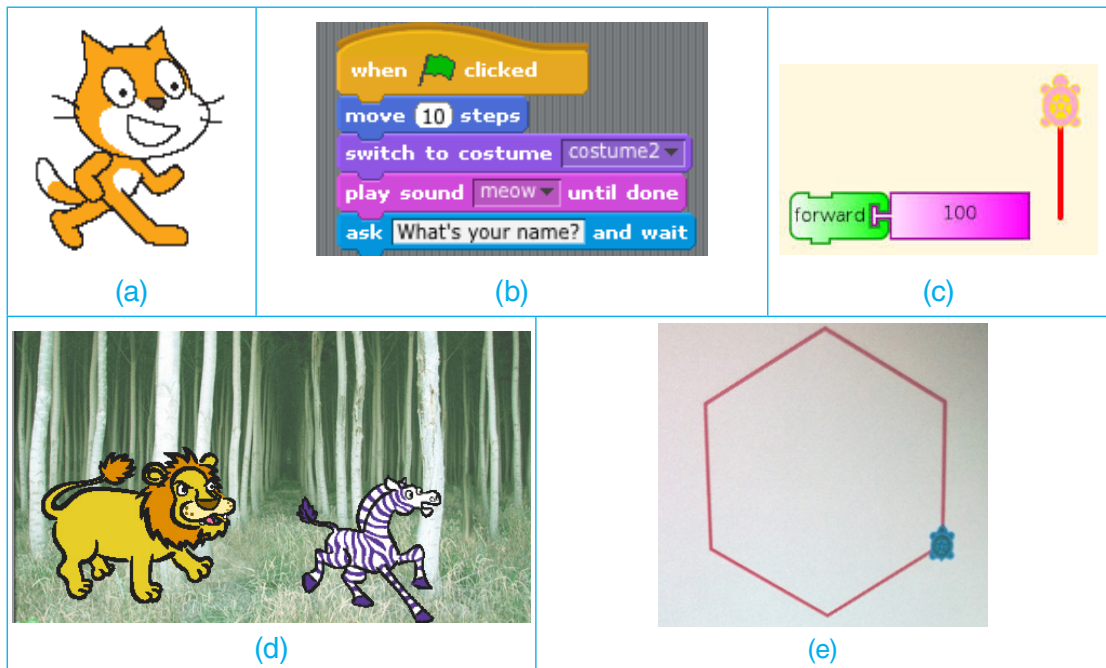 when clicked
move 10 steps
switch to costume costume2
play sound meow until done
ask What's your name? and wait
forward 100
(a)
(b)
(c)
(d)
(e)